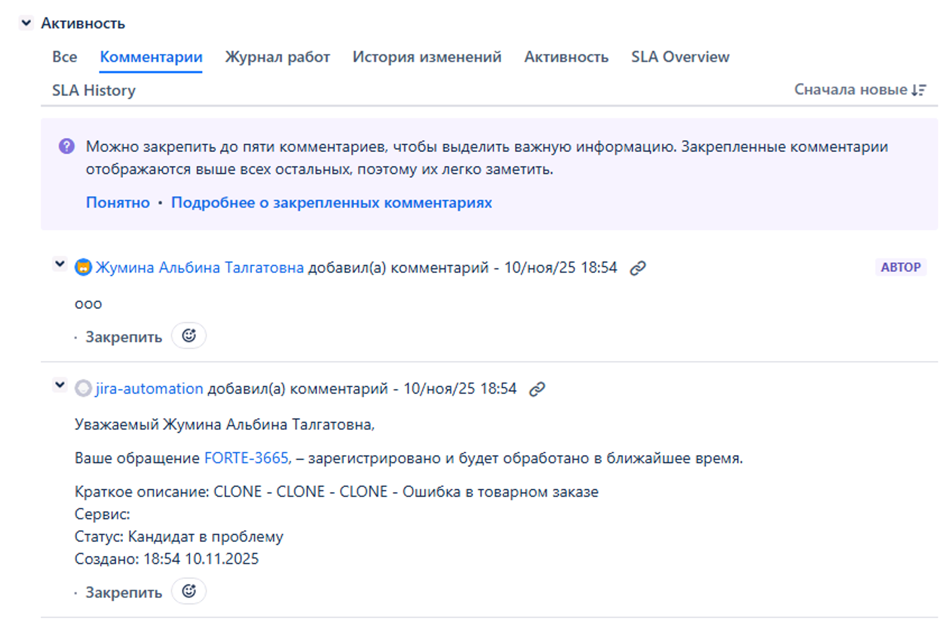 Активность
Все Комментарии Журнал работ История изменений Активность SLA Overview
SLA History Сначала новые
Можно закрепить до пяти комментариев, чтобы выделить важную информацию. Закрепленные комментарии
отображаются выше всех остальных, поэтому их легко заметить.
Понятно • Подробнее о закрепленных комментариях
Жумина Альбина Талгатовна добавил(а) комментарий - 10/ноя/25 18:54 АВТОР
ооо
· Закрепить
jira-automation добавил(а) комментарий - 10/ноя/25 18:54
Уважаемый Жумина Альбина Талгатовна,
Ваше обращение FORTE-3665, – зарегистрировано и будет обработано в ближайшее время.
Краткое описание: CLONE - CLONE - CLONE - Ошибка в товарном заказе
Сервис:
Статус: Кандидат в проблему
Создано: 18:54 10.11.2025
· Закрепить